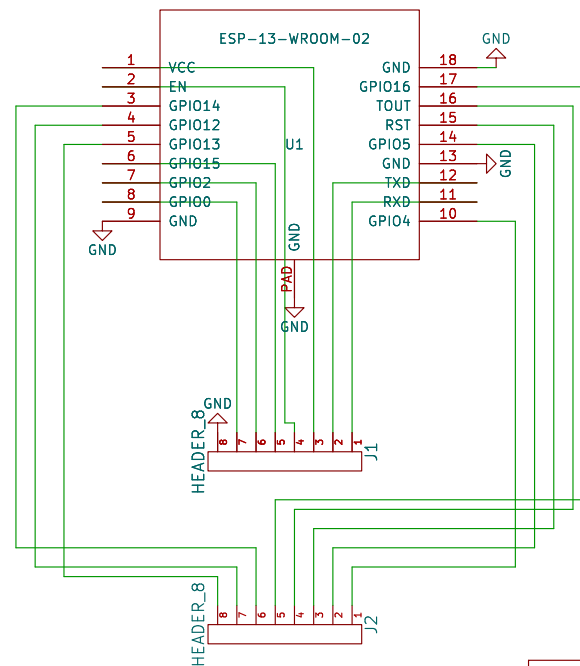 ESP-13-WROOM-02
1 VCC
2 EN
3 GPIO14
4 GPIO12
5 GPIO13
6 GPIO15
7 GPIO2
8 GPIO0
9 GND
GND
U1
GND
PAD
GND
GND 18
GPIO16 17
TOUT 16
RST 15
GPIO5 14
GND 13
TXD 12
RXD 11
GPIO4 10
GND
GND
GND
HEADER_8
8 7 6 5 4 3 2 1
J1
HEADER_8
8 7 6 5 4 3 2 1
J2